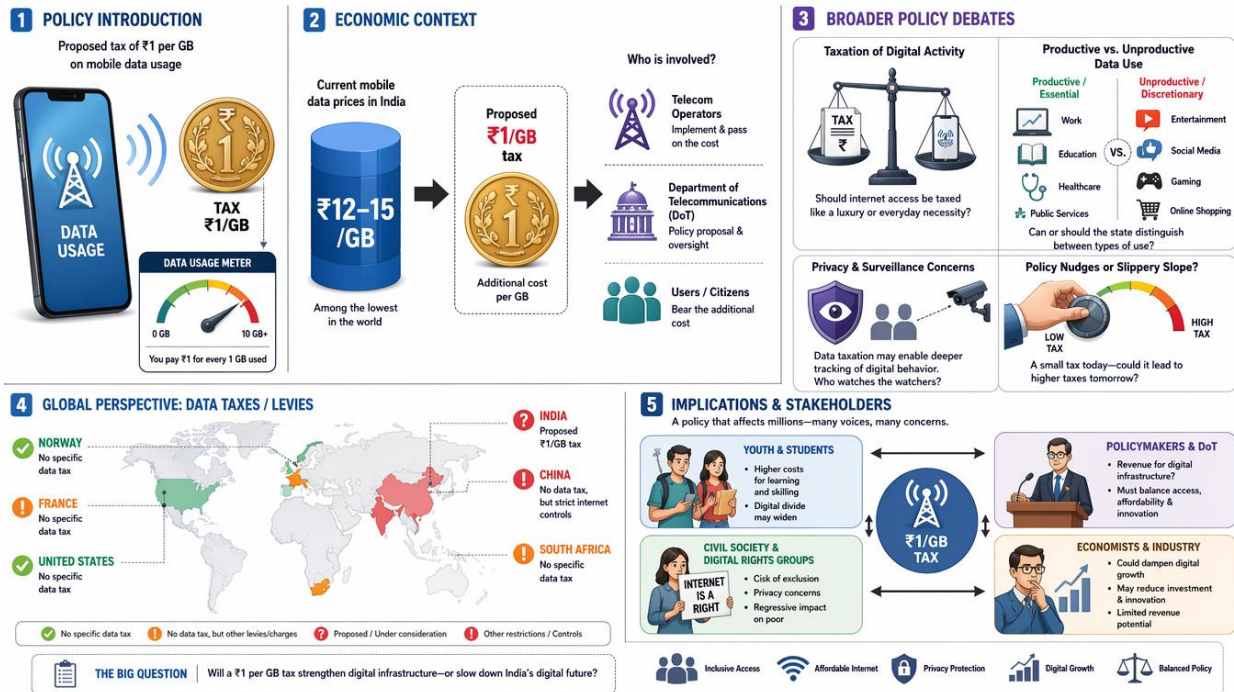 1 POLICY INTRODUCTION
Proposed tax of ₹1 per GB
on mobile data usage
DATA
USAGE
₹
1
TAX
₹1/GB
DATA USAGE METER
0 GB
10 GB+
You pay ₹1 for every 1 GB used
2 ECONOMIC CONTEXT
Current mobile
data prices in India
₹12–15
/GB
Among the lowest
in the world
Proposed
₹1/GB
tax
₹
1
Additional cost
per GB
Who is involved?
Telecom
Operators
Implement & pass
on the cost
Department of
Telecommunications
(DoT)
Policy proposal &
oversight
Users / Citizens
Bear the additional
cost
3 BROADER POLICY DEBATES
Taxation of Digital Activity
TAX
₹
Should internet access be taxed
like a luxury or everyday necessity?
Productive vs. Unproductive
Data Use
Productive /
Essential
Work
Education
Healthcare
Public Services
VS.
Unproductive /
Discretionary
Entertainment
Social Media
Gaming
Online Shopping
Can or should the state distinguish
between types of use?
Privacy & Surveillance Concerns
Data taxation may enable deeper
tracking of digital behavior.
Who watches the watchers?
Policy Nudges or Slippery Slope?
LOW
TAX
HIGH
TAX
A small tax today—could it lead to
higher taxes tomorrow?
4 GLOBAL PERSPECTIVE: DATA TAXES / LEVIES
NORWAY
No specific
data tax
FRANCE
No specific
data tax
UNITED STATES
No specific
data tax
INDIA
Proposed
₹1/GB tax
CHINA
No data tax,
but strict internet
controls
SOUTH AFRICA
No specific
data tax
No specific data tax
No data tax, but other levies/charges
Proposed / Under consideration
Other restrictions / Controls
THE BIG QUESTION
Will a ₹1 per GB tax strengthen digital infrastructure—or slow down India's digital future?
5 IMPLICATIONS & STAKEHOLDERS
A policy that affects millions—many voices, many concerns.
YOUTH & STUDENTS
• Higher costs
for learning
and skilling
• Digital divide
may widen
POLICYMAKERS & DoT
• Revenue for digital
infrastructure?
• Must balance access,
affordability &
innovation
₹1/GB
TAX
CIVIL SOCIETY &
DIGITAL RIGHTS GROUPS
INTERNET
IS A
RIGHT
• Cisk of exclusion
• Privacy concerns
• Regressive impact
on poor
ECONOMISTS & INDUSTRY
• Could dampen digital
growth
• May reduce investment
& innovation
• Limited revenue
potential
Inclusive Access
Affordable Internet
Privacy Protection
Digital Growth
Balanced Policy